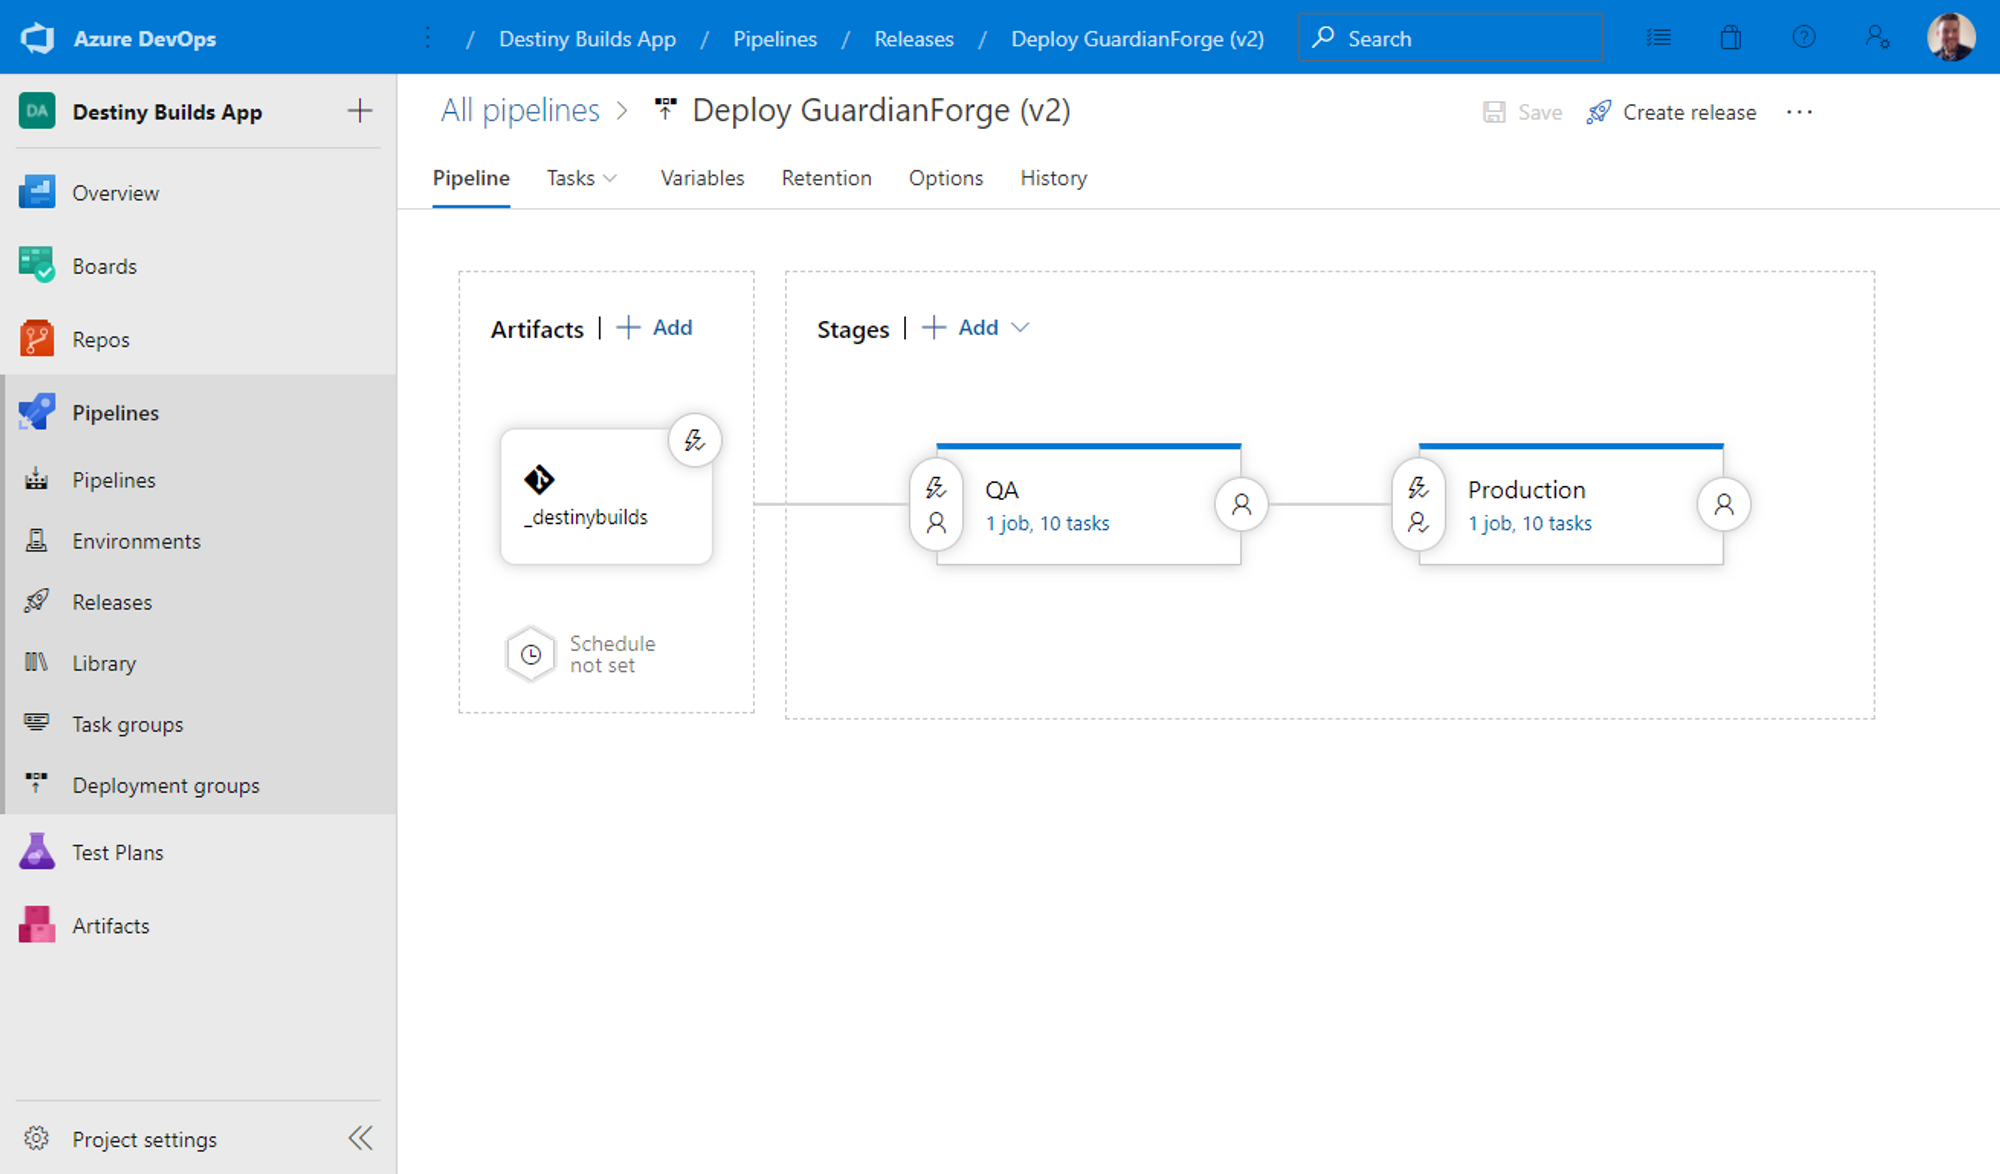 Azure DevOps
/ Destiny Builds App / Pipelines / Releases / Deploy GuardianForge (v2)
Search
DA Destiny Builds App
Overview
Boards
Repos
Pipelines
Pipelines
Environments
Releases
Library
Task groups
Deployment groups
Test Plans
Artifacts
Project settings
All pipelines > Deploy GuardianForge (v2)
Save Create release ...
Pipeline Tasks Variables Retention Options History
Artifacts | + Add
_destinybuilds
Schedule
not set
Stages | + Add
QA
1 job, 10 tasks
Production
1 job, 10 tasks